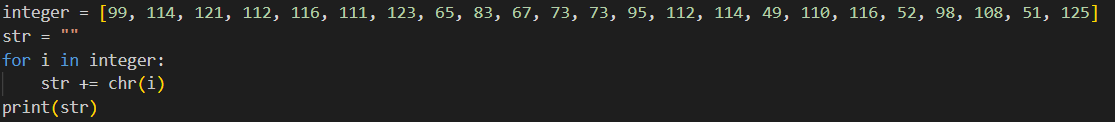 integer = [99, 114, 121, 112, 116, 111, 123, 65, 83, 67, 73, 73, 95, 112, 114, 49, 110, 116, 52, 98, 108, 51, 125]
str = ""
for i in integer:
    str += chr(i)
print(str)